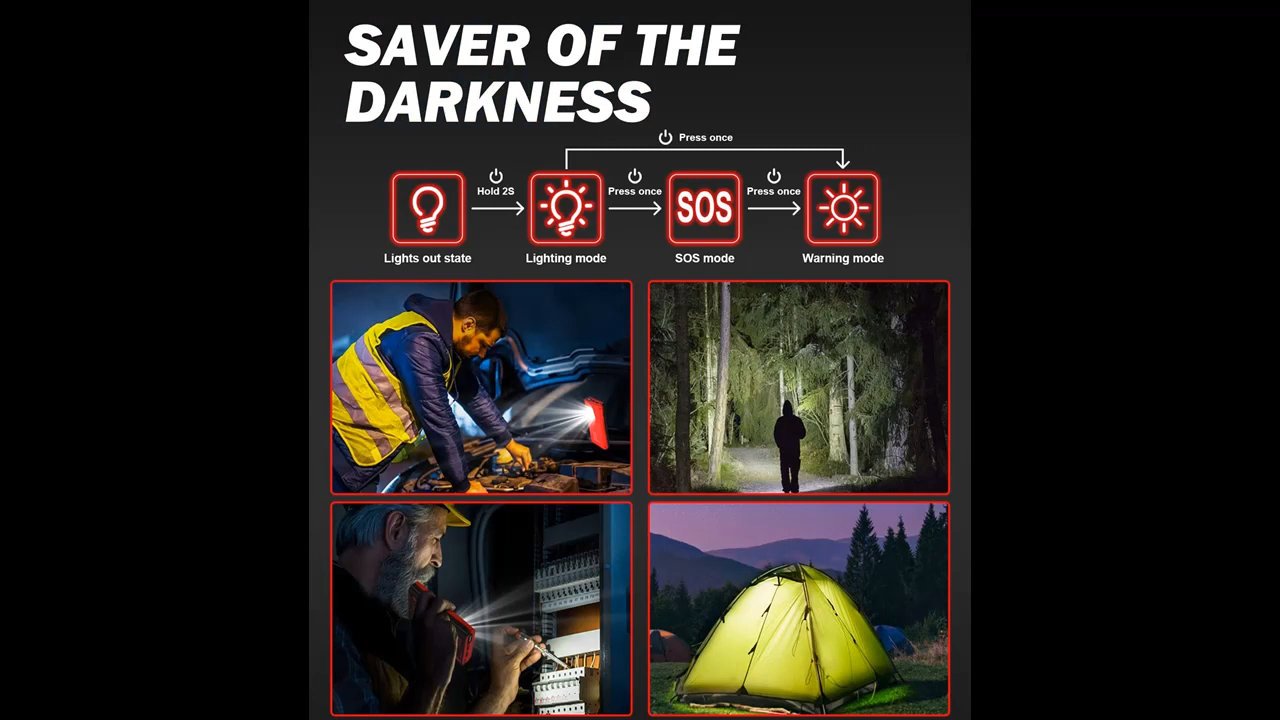 SAVER OF THE
DARKNESS
Press once
Hold 2S
Press once
Press once
SOS
Lights out state
Lighting mode
SOS mode
Warning mode